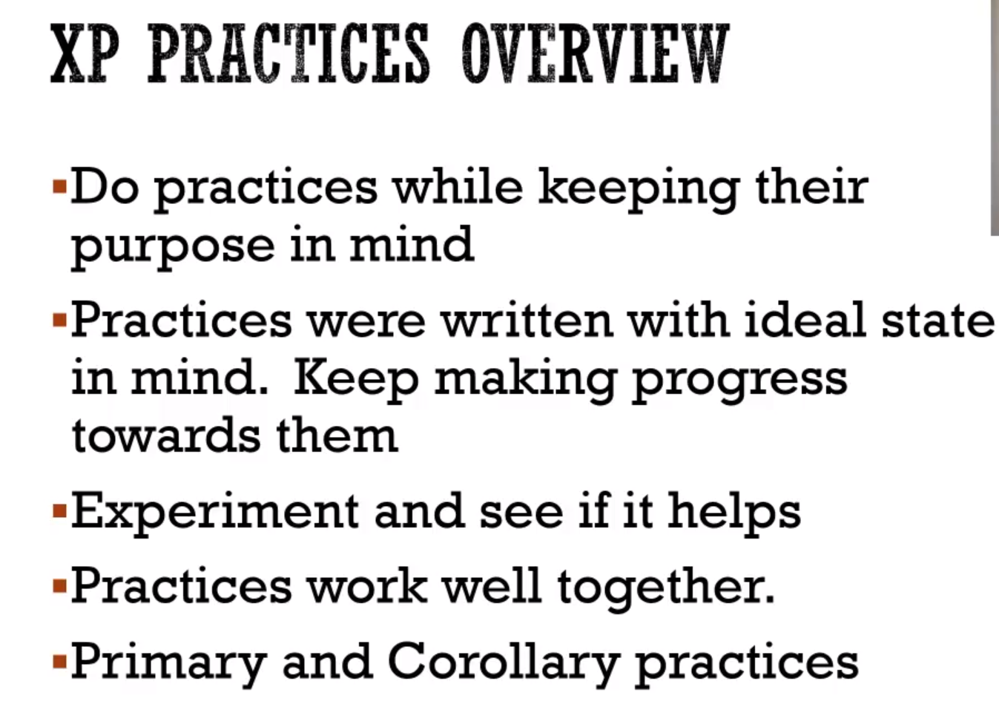 XP PRACTICES OVERVIEW
▪Do practices while keeping their
purpose in mind
▪Practices were written with ideal state
in mind.  Keep making progress
towards them
▪Experiment and see if it helps
▪Practices work well together.
▪Primary and Corollary practices